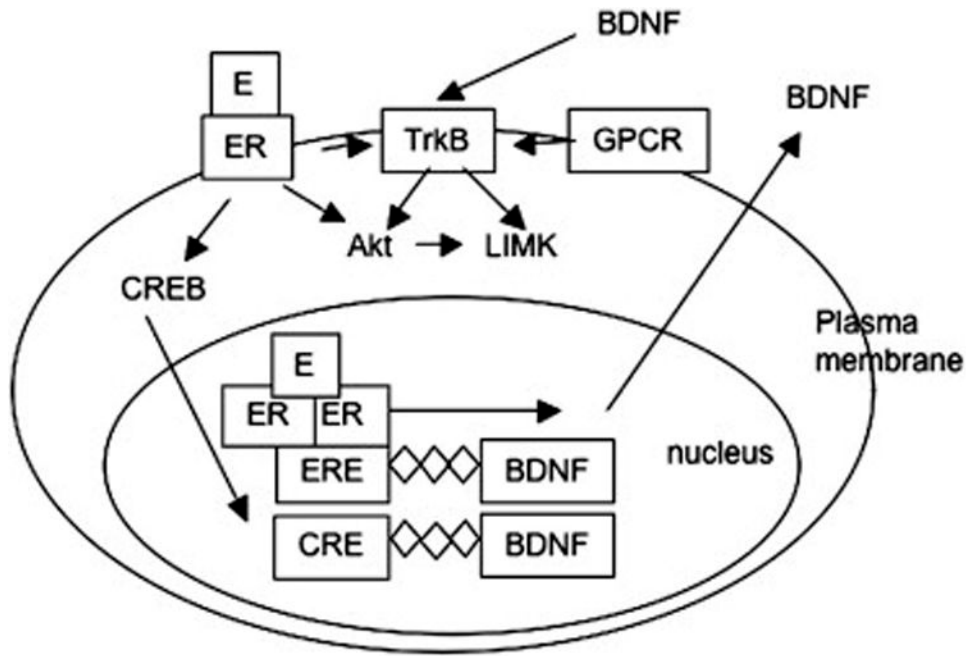 BDNF
E
BDNF
ER
TrkB
GPCR
Akt
LIMK
CREB
Plasma
membrane
E
ER
ER
nucleus
ERE
BDNF
CRE
BDNF